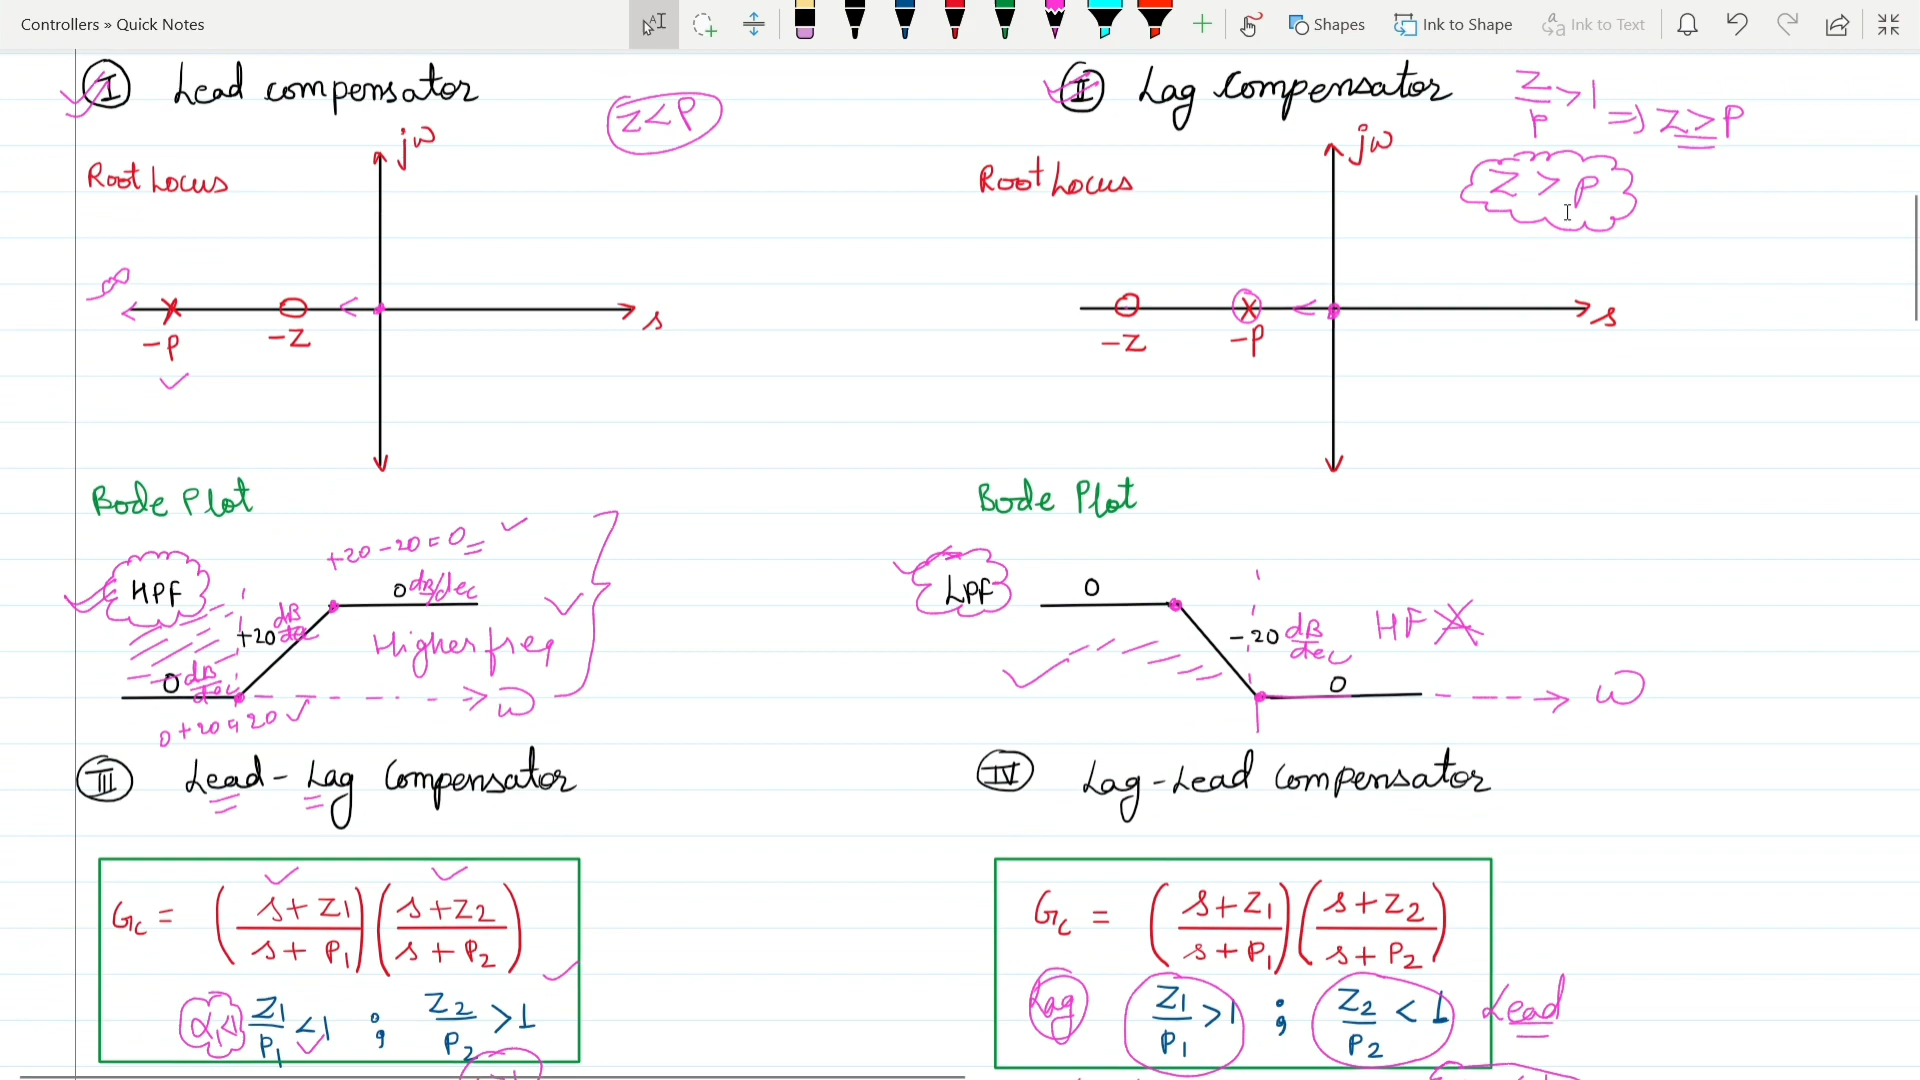 Controllers » Quick Notes
Shapes
Ink to Shape
Ink to Text
I Lead compensator
z<P
Root Locus
jω
∞
-P
-Z
s
Bode Plot
HPF
+20-20=0
0 dB/dec
+20 dB/dec
Higher freq
0 dB/dec
0+20=20
ω
II Lag Compensator
Z/P >1 => Z>P
Z > P
Root Locus
jω
-Z
-P
s
Bode Plot
LPF
0
-20 dB/dec
HF
0
ω
III Lead-Lag Compensator
Gc = (s+Z1/s+P1)(s+Z2/s+P2)
Z1/P1 <1 ; Z2/P2 >1
IV Lag-Lead Compensator
Gc = (s+Z1/s+P1)(s+Z2/s+P2)
Lag Z1/P1 >1 ; Z2/P2 <1 Lead